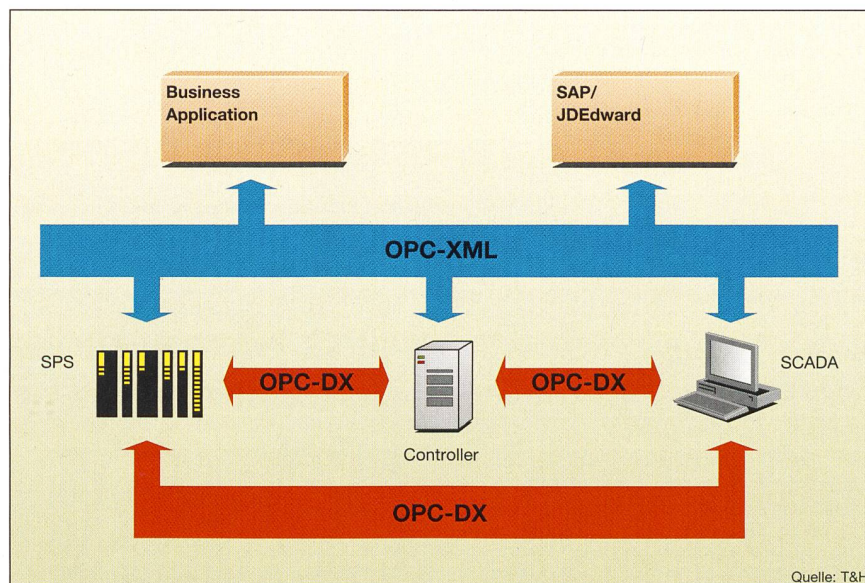 Business
Application
SAP/
JDEdward
OPC-XML
SPS
OPC-DX
OPC-DX
SCADA
Controller
OPC-DX
Quelle: T&H